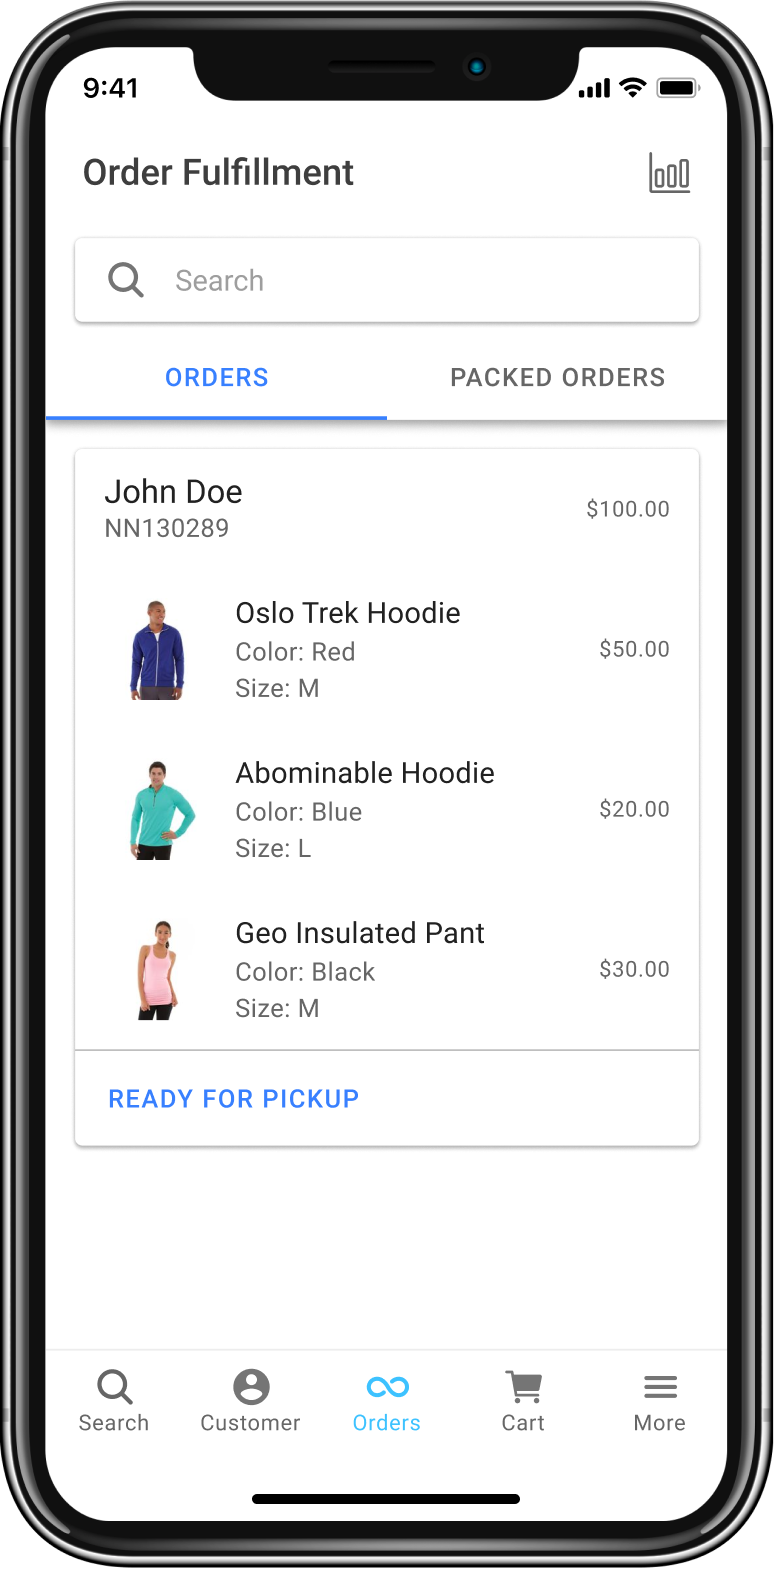 9:41
Order Fulfillment
Search
ORDERS
PACKED ORDERS
John Doe
NN130289
$100.00
Oslo Trek Hoodie
Color: Red
Size: M
$50.00
Abominable Hoodie
Color: Blue
Size: L
$20.00
Geo Insulated Pant
Color: Black
Size: M
$30.00
READY FOR PICKUP
Search
Customer
Orders
Cart
More